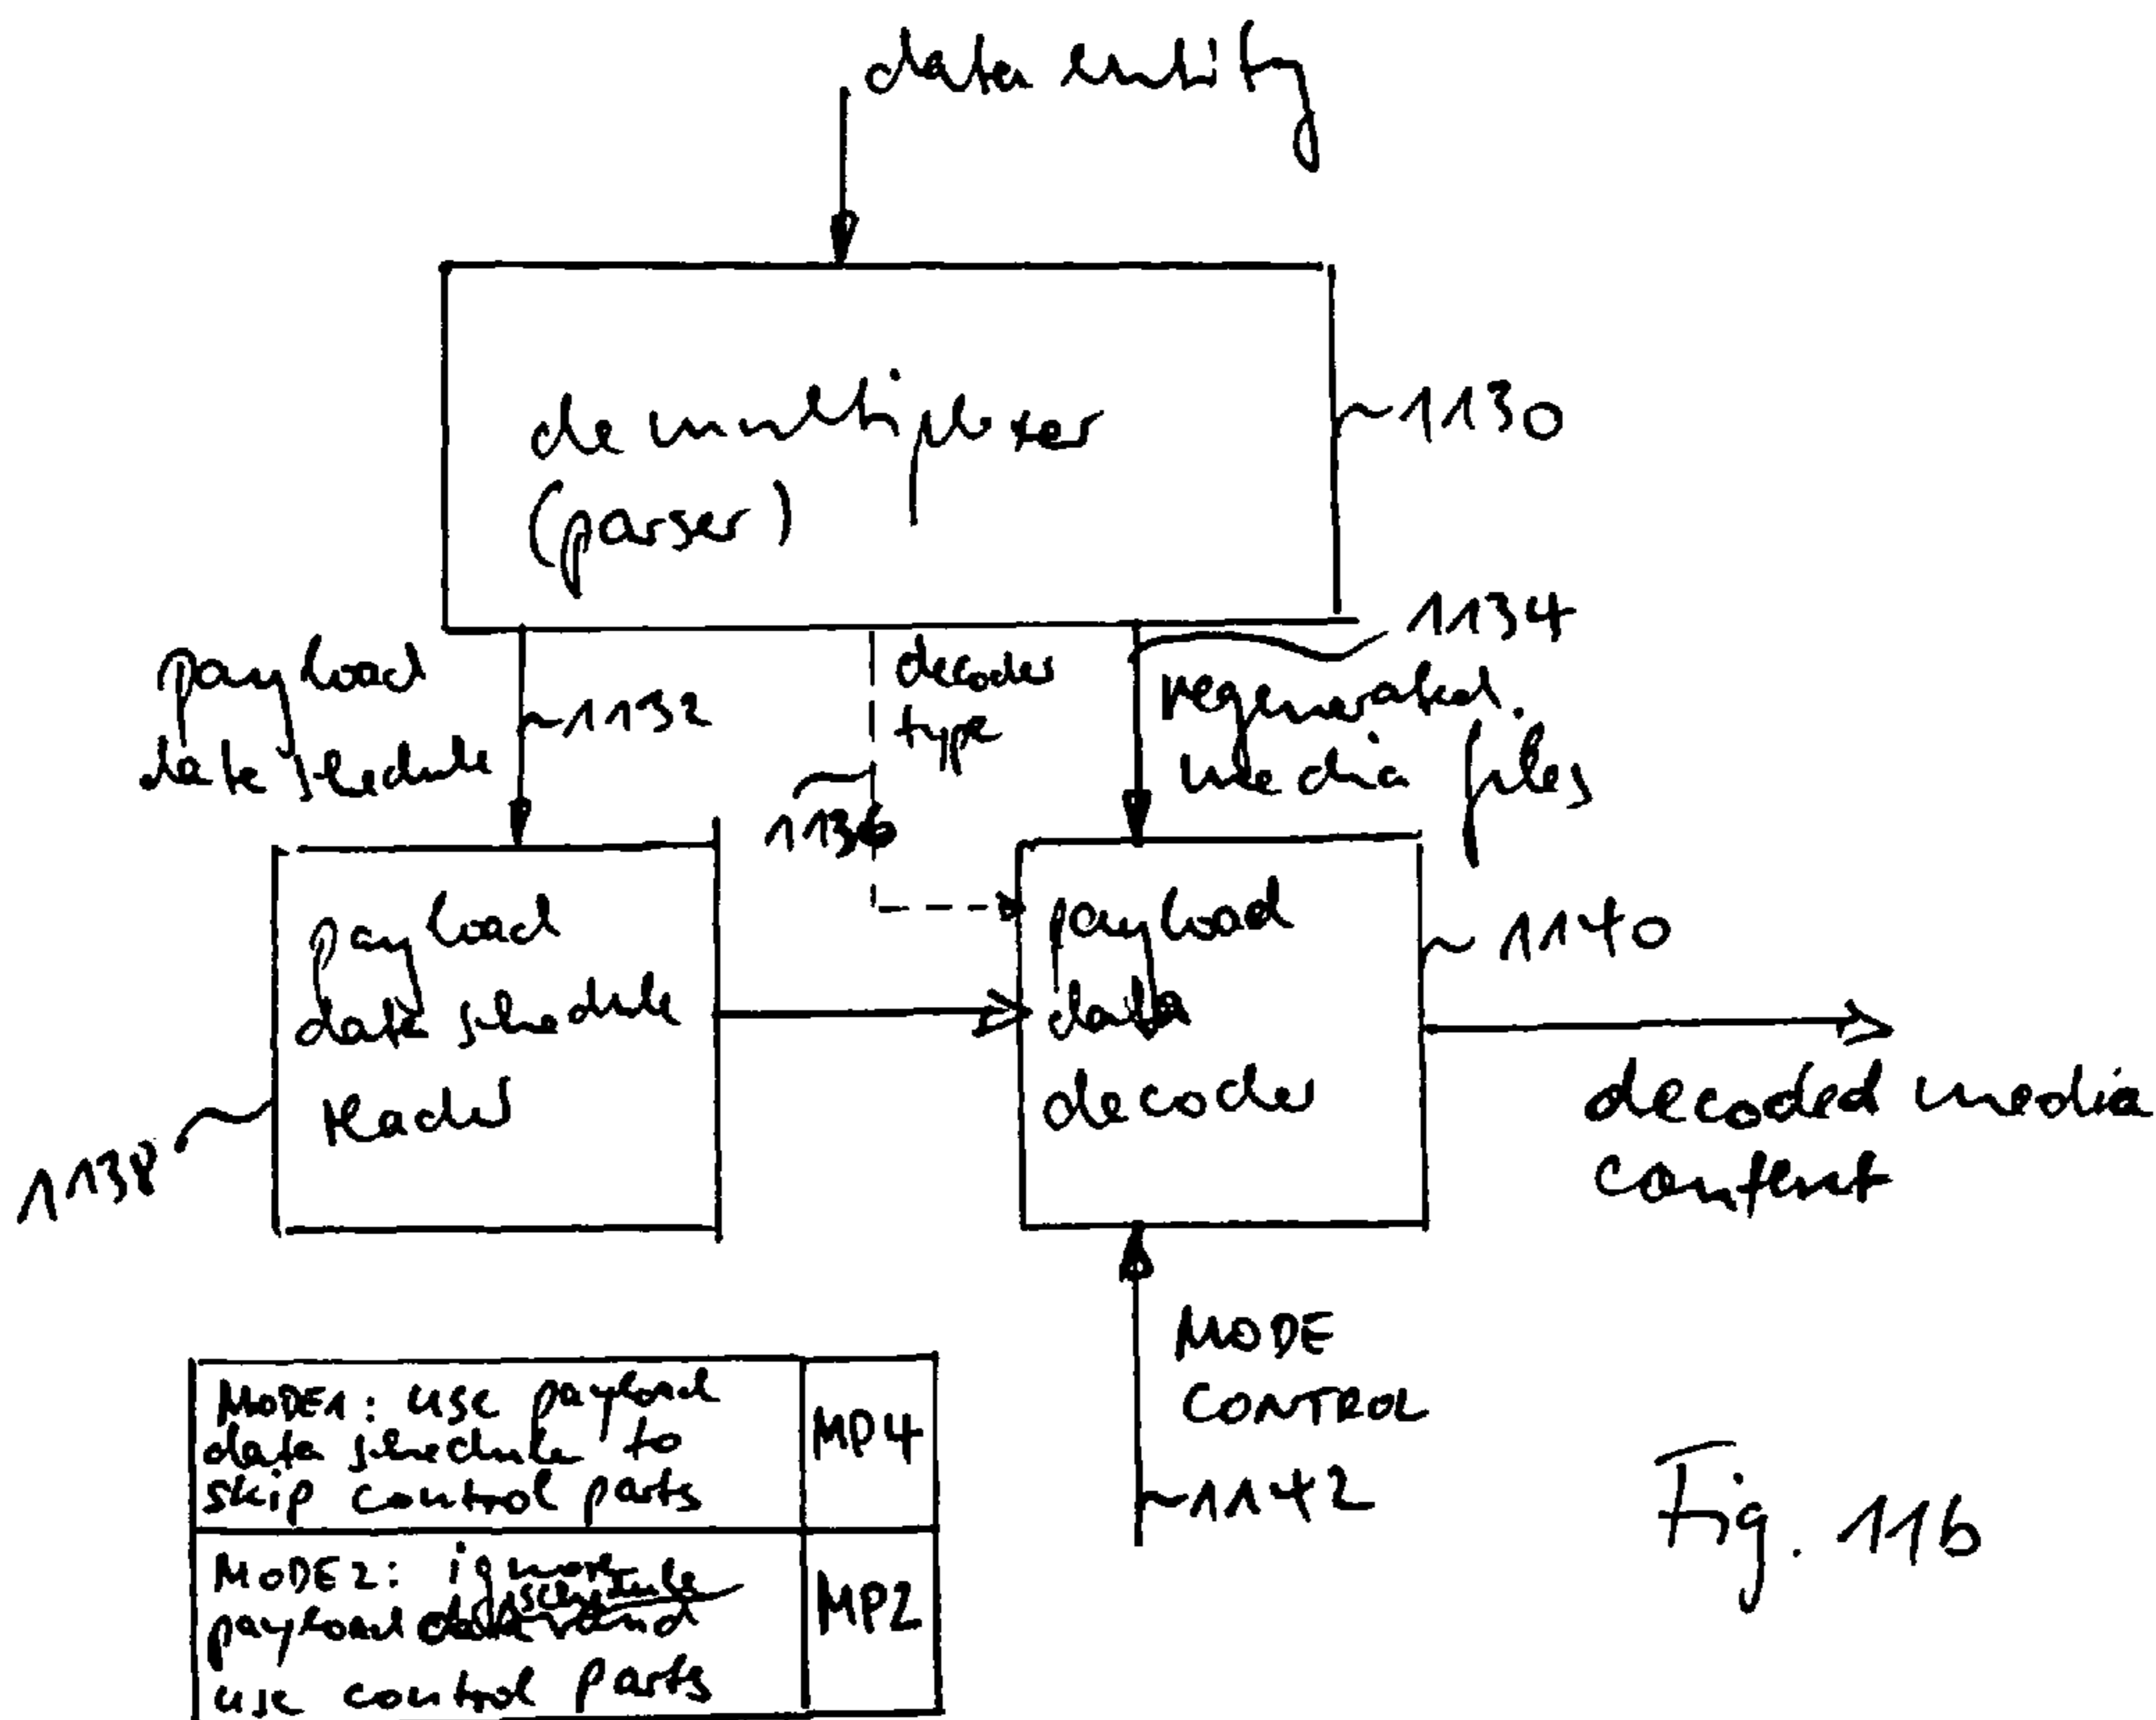 data entity
demultiplexer
(parser)
~1130
payload
data schedule
~1132
decoder
type
1136
1134
regenerated
media files
payload
data schedule
reader
1138
payload
data
decoder
~1140
decoded media
content
MODE
CONTROL
~1142
MODE1: use payload
data schedule to
skip control parts
MP4
MODE2: ignore
payload data schedule and
use control parts
MP2
Fig. 11b